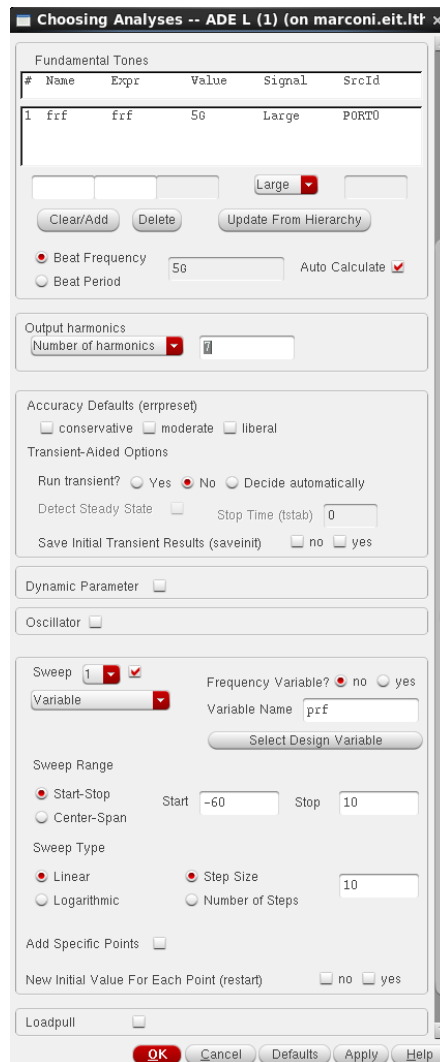 Choosing Analyses -- ADE L (1) (on marconi.eit.lth
Fundamental Tones
# Name Expr Value Signal SrcId
1 frf frf 5G Large PORT0
Large
Clear/Add Delete Update From Hierarchy
Beat Frequency 5G Auto Calculate
Beat Period
Output harmonics
Number of harmonics 7
Accuracy Defaults (errpreset)
conservative moderate liberal
Transient-Aided Options
Run transient? Yes No Decide automatically
Detect Steady State Stop Time (tstab) 0
Save Initial Transient Results (saveinit) no yes
Dynamic Parameter
Oscillator
Sweep 1 Frequency Variable? no yes
Variable Variable Name prf
Select Design Variable
Sweep Range
Start-Stop Start -60 Stop 10
Center-Span
Sweep Type
Linear Step Size 10
Logarithmic Number of Steps
Add Specific Points
New Initial Value For Each Point (restart) no yes
Loadpull
OK Cancel Defaults Apply Help